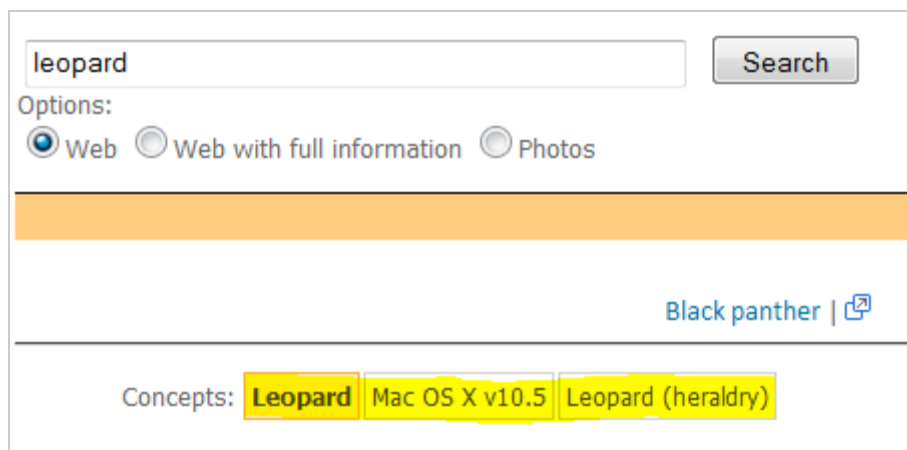 leopard Search
Options:
Web Web with full information Photos
Black panther |
Concepts: Leopard Mac OS X v10.5 Leopard (heraldry)